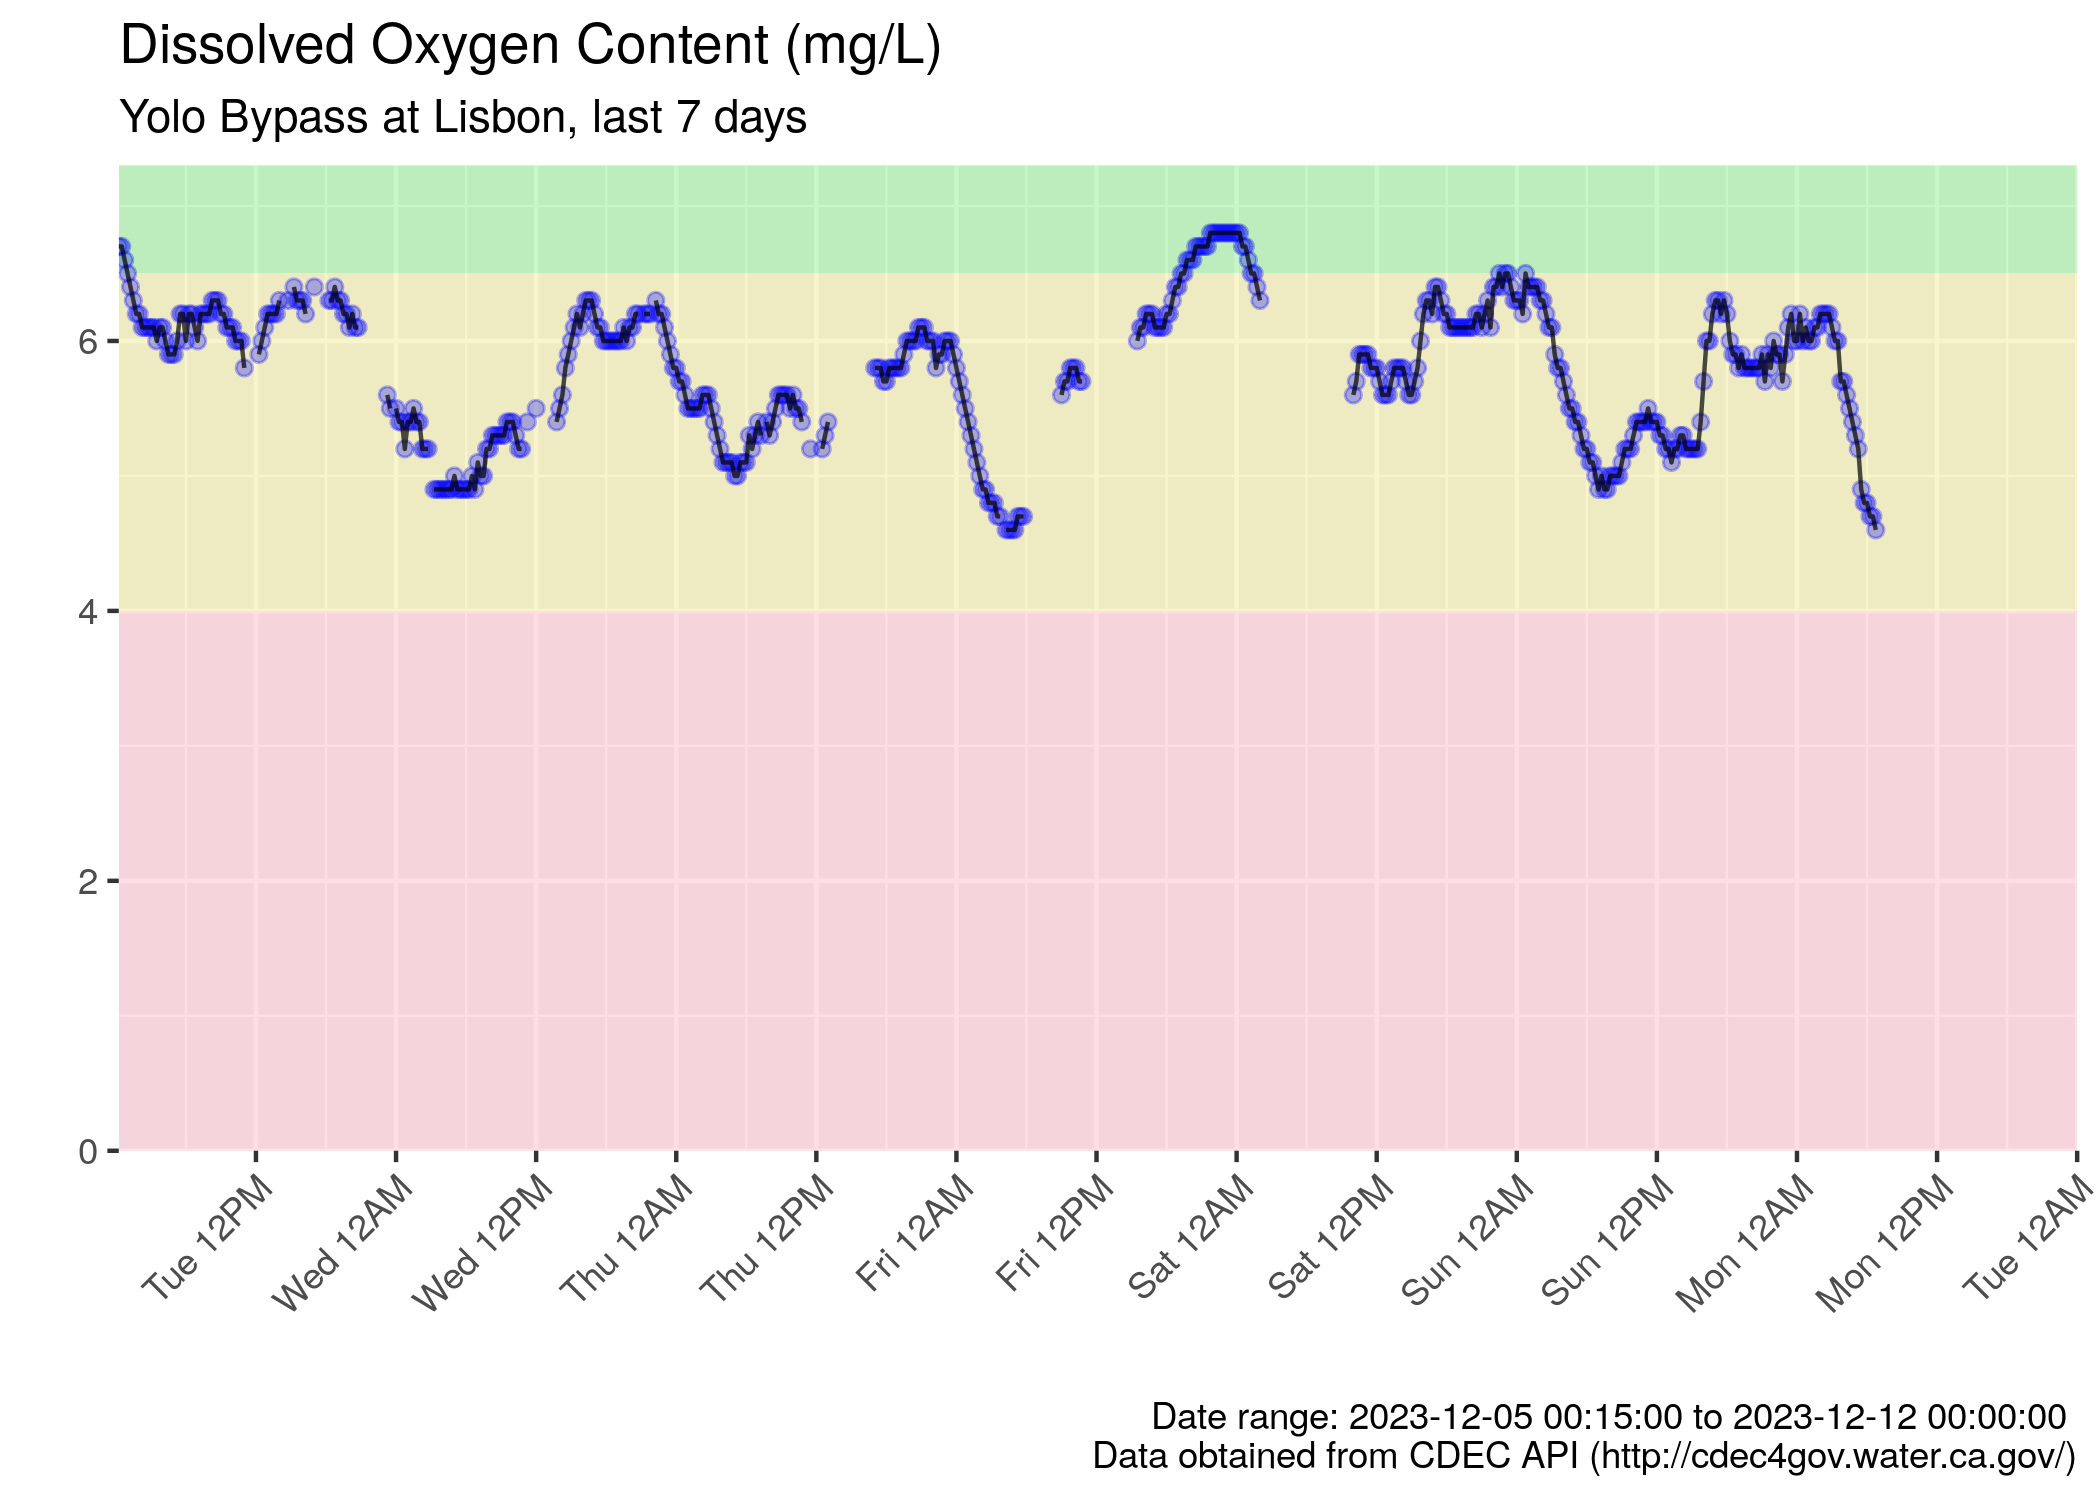 Dissolved Oxygen Content (mg/L)
Yolo Bypass at Lisbon, last 7 days
6
4
2
0
Tue 12PM
Wed 12AM
Wed 12PM
Thu 12AM
Thu 12PM
Fri 12AM
Fri 12PM
Sat 12AM
Sat 12PM
Sun 12AM
Sun 12PM
Mon 12AM
Mon 12PM
Tue 12AM
Date range: 2023-12-05 00:15:00 to 2023-12-12 00:00:00
Data obtained from CDEC API (http://cdec4gov.water.ca.gov/)